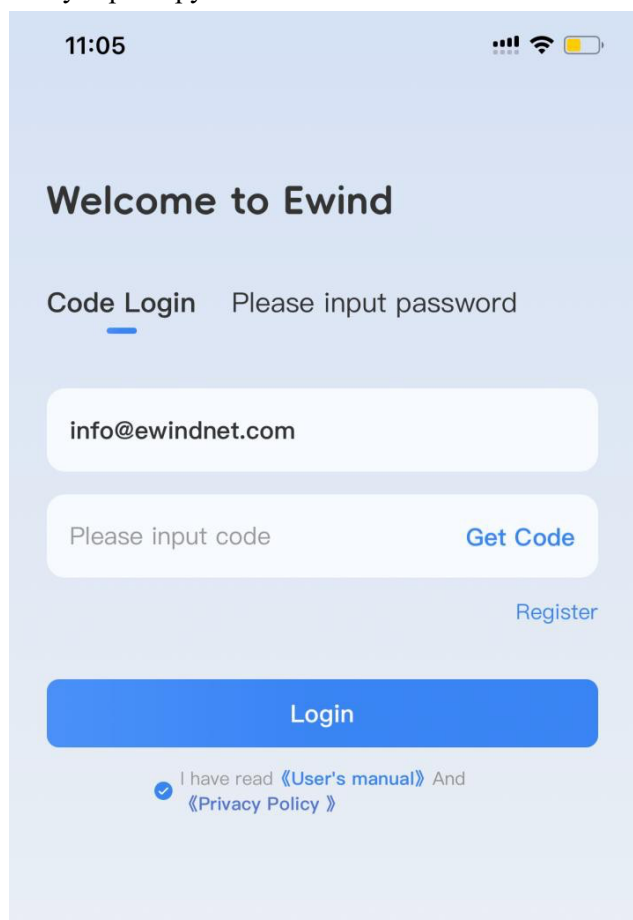 11:05
Welcome to Ewind
Code Login Please input password
info@ewindnet.com
Please input code Get Code
Register
Login
I have read 《User's manual》 And
《Privacy Policy 》